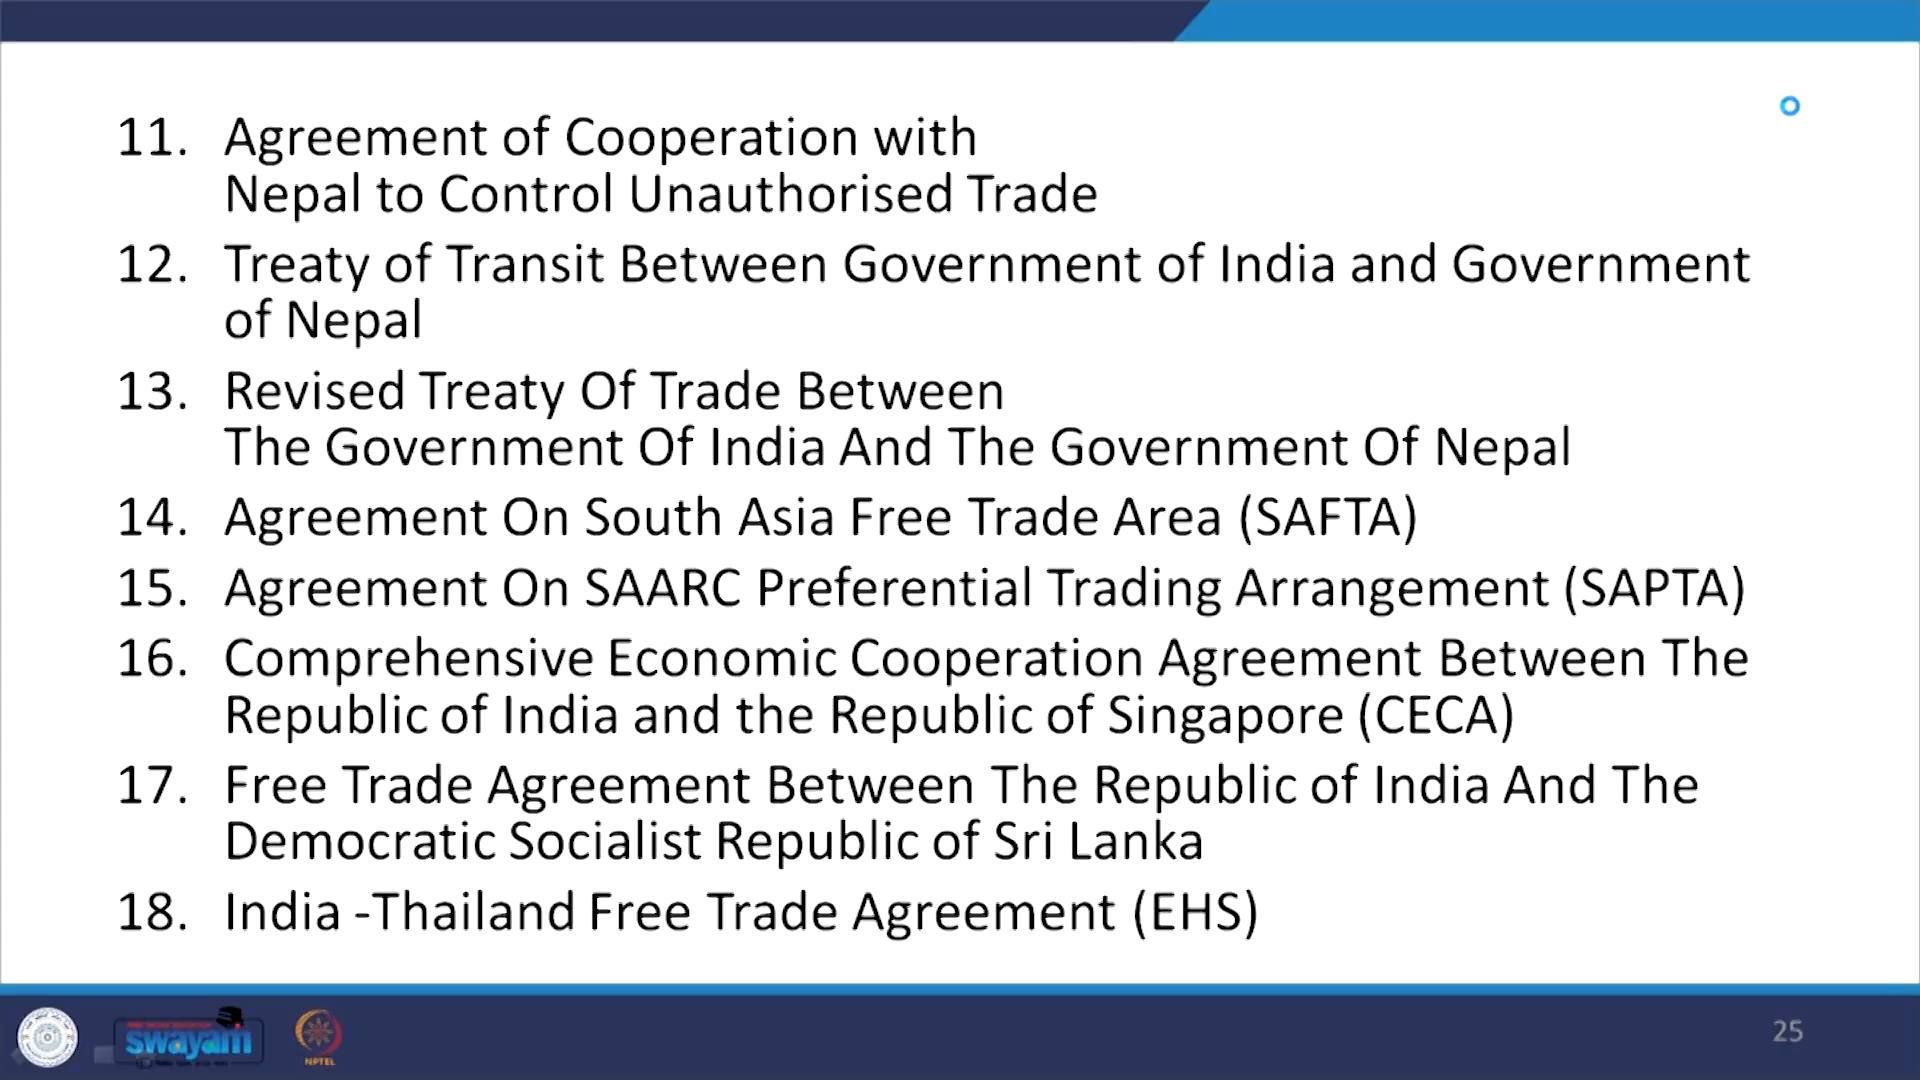 11. Agreement of Cooperation with
Nepal to Control Unauthorised Trade
12. Treaty of Transit Between Government of India and Government
of Nepal
13. Revised Treaty Of Trade Between
The Government Of India And The Government Of Nepal
14. Agreement On South Asia Free Trade Area (SAFTA)
15. Agreement On SAARC Preferential Trading Arrangement (SAPTA)
16. Comprehensive Economic Cooperation Agreement Between The
Republic of India and the Republic of Singapore (CECA)
17. Free Trade Agreement Between The Republic of India And The
Democratic Socialist Republic of Sri Lanka
18. India -Thailand Free Trade Agreement (EHS)
swayam
NPTEL
25